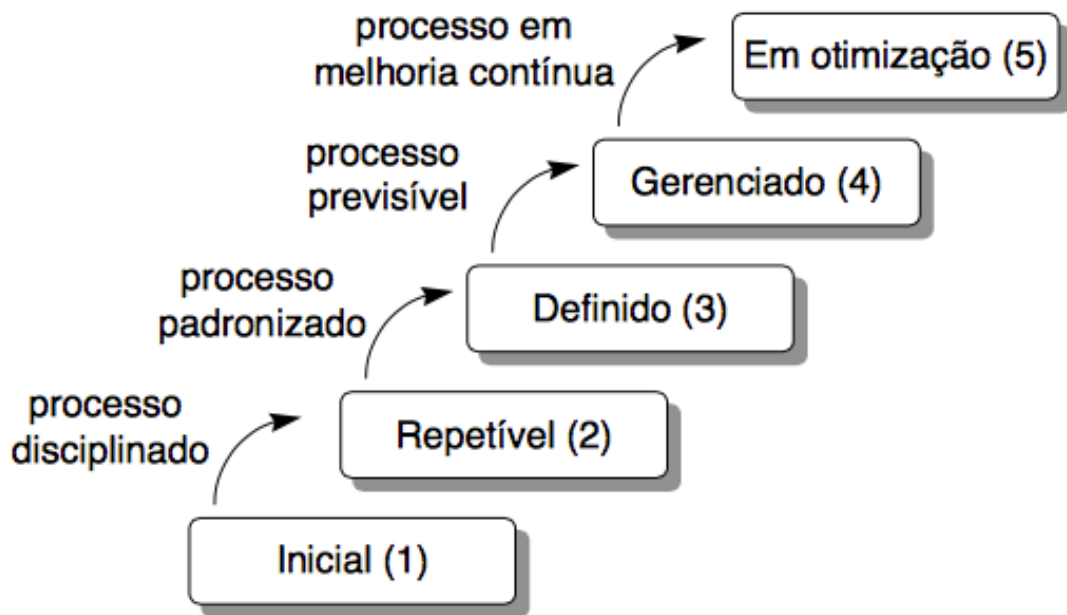 processo em
melhoria contínua
Em otimização (5)
processo
previsível
Gerenciado (4)
processo
padronizado
Definido (3)
processo
disciplinado
Repetível (2)
Inicial (1)